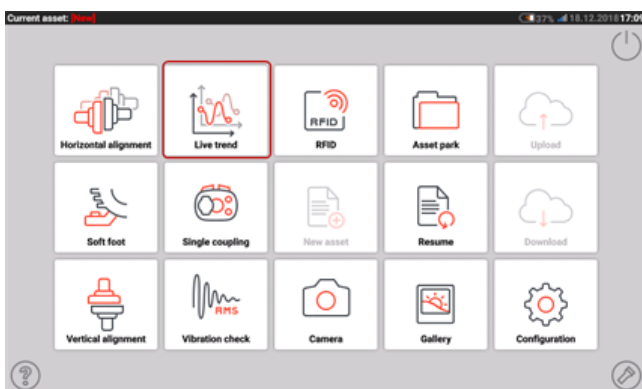 Current asset: [New] 37% 18.12.2018 17:09
Horizontal alignment Live trend RFID RFID Asset park Upload
Soft foot Single coupling New asset Resume Download
RMS
Vertical alignment Vibration check Camera Gallery Configuration
?